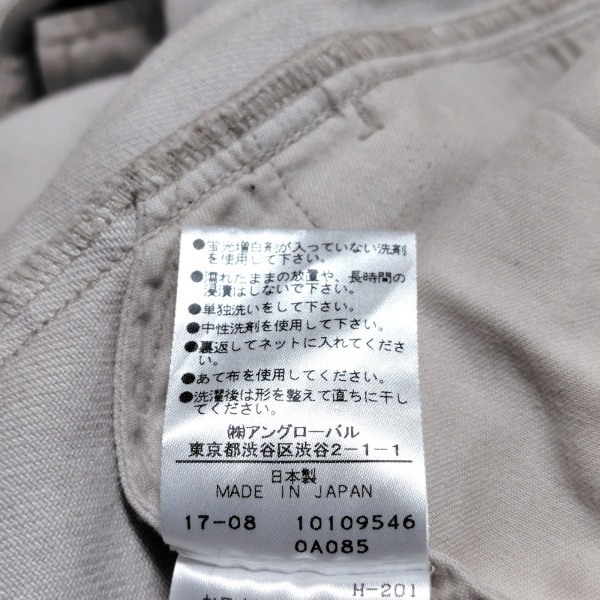 ●蛍光増白剤が入っていない洗剤
を使用して下さい。
●濡れたままの放置や、長時間の
浸漬はしないで下さい。
●単独洗いをして下さい。
●中性洗剤を使用して下さい。
●裏返してネットに入れてくださ
い。
●あて布を使用してください。
●洗濯後は形を整えて直ちに干し
てください。
㈱アングローバル
東京都渋谷区渋谷2-1-1
日本製
MADE IN JAPAN
17-08 10109546
0A085
H-201